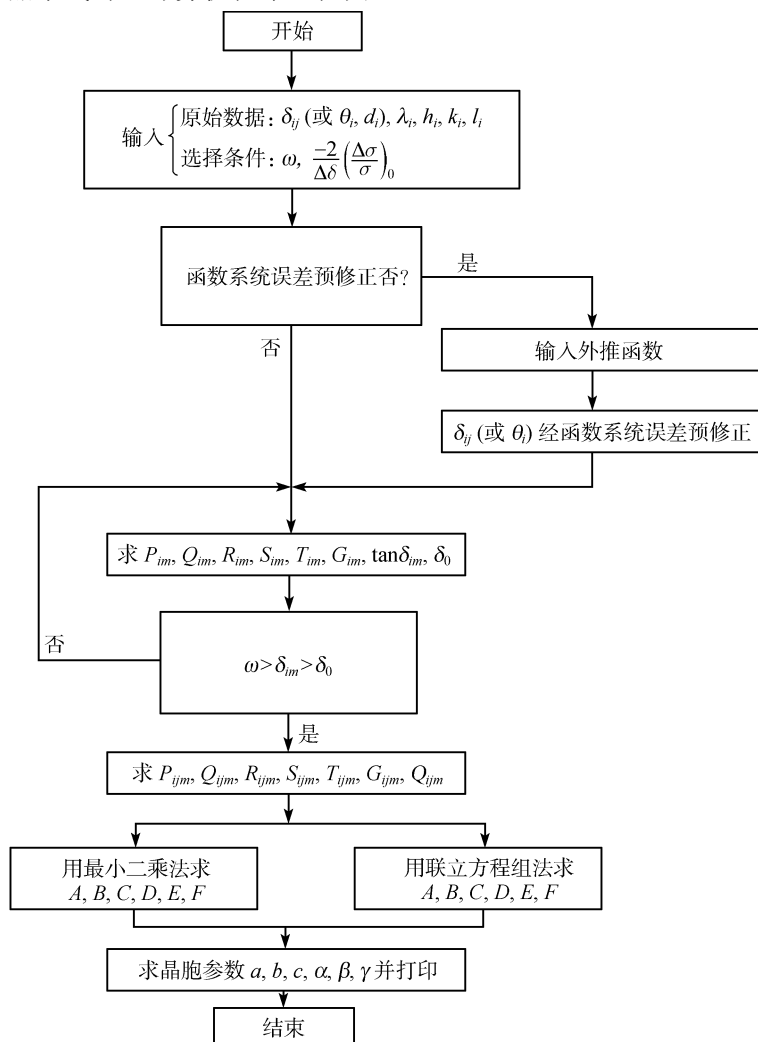 开始
输入
原始数据: δij (或 θi, di), λi, hi, ki, li
选择条件: ω, -2/Δδ (Δσ/σ)0
函数系统误差预修正否?
是
否
输入外推函数
δij (或 θi) 经函数系统误差预修正
求 Pim, Qim, Rim, Sim, Tim, Gim, tanδim, δ0
否
ω>δim>δ0
是
求 Pijm, Qijm, Rijm, Sijm, Tijm, Gijm, Qijm
用最小二乘法求
A, B, C, D, E, F
用联立方程组法求
A, B, C, D, E, F
求晶胞参数 a, b, c, α, β, γ 并打印
结束